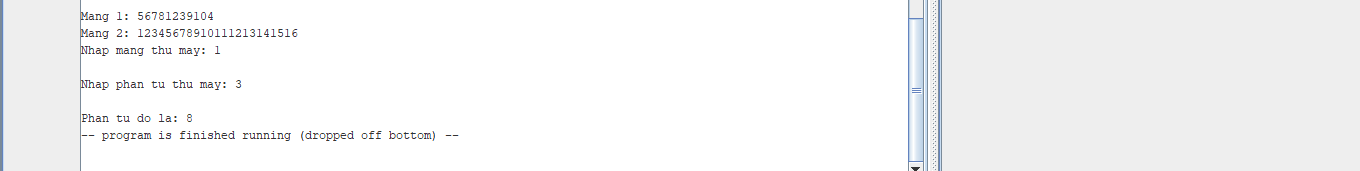 Mang 1: 56781239104
Mang 2: 12345678910111213141516
Nhap mang thu may: 1
Nhap phan tu thu may: 3
Phan tu do la: 8
-- program is finished running (dropped off bottom) --